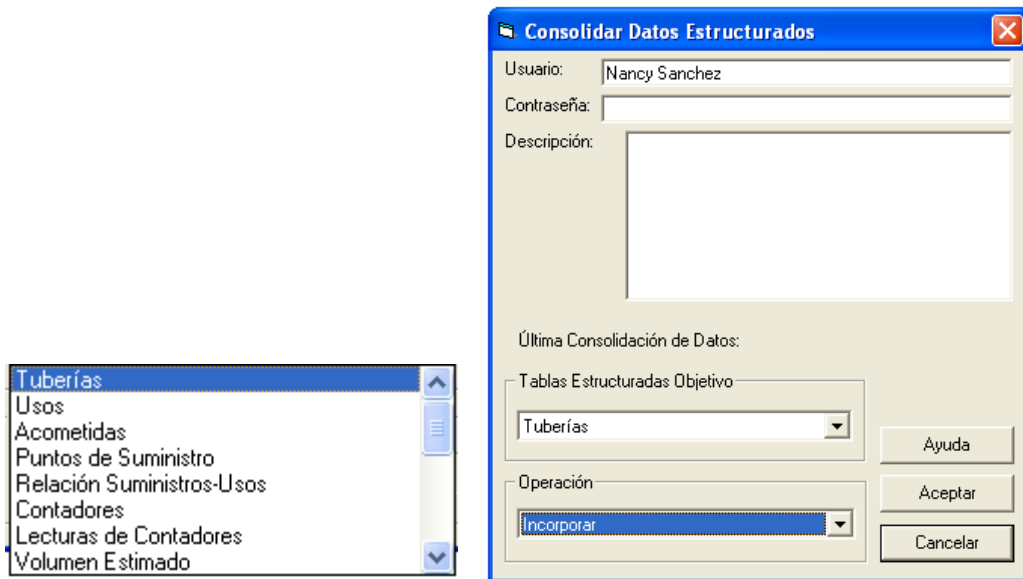 Tuberías
Usos
Acometidas
Puntos de Suministro
Relación Suministros-Usos
Contadores
Lecturas de Contadores
Volumen Estimado
Consolidar Datos Estructurados
Usuario: Nancy Sanchez
Contraseña:
Descripción:
Última Consolidación de Datos:
Tablas Estructuradas Objetivo
Tuberías
Ayuda
Operación
Aceptar
Incorporar
Cancelar